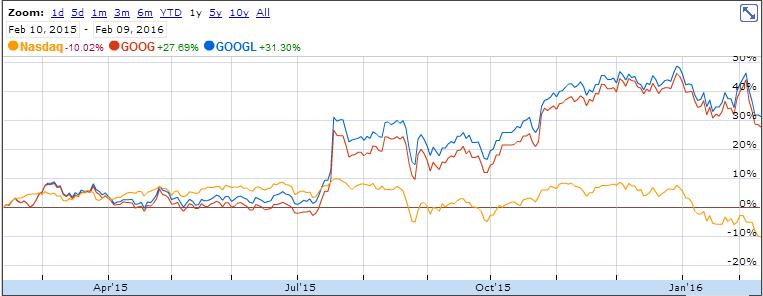 Zoom: 1d 5d 1m 3m 6m YTD 1y 5y 10y All
Feb 10, 2015 - Feb 09, 2016
Nasdaq -10.02% GOOG +27.69% GOOGL +31.30%
50%
40%
30%
20%
10%
0%
-10%
-20%
Apr'15 Jul'15 Oct'15 Jan'16